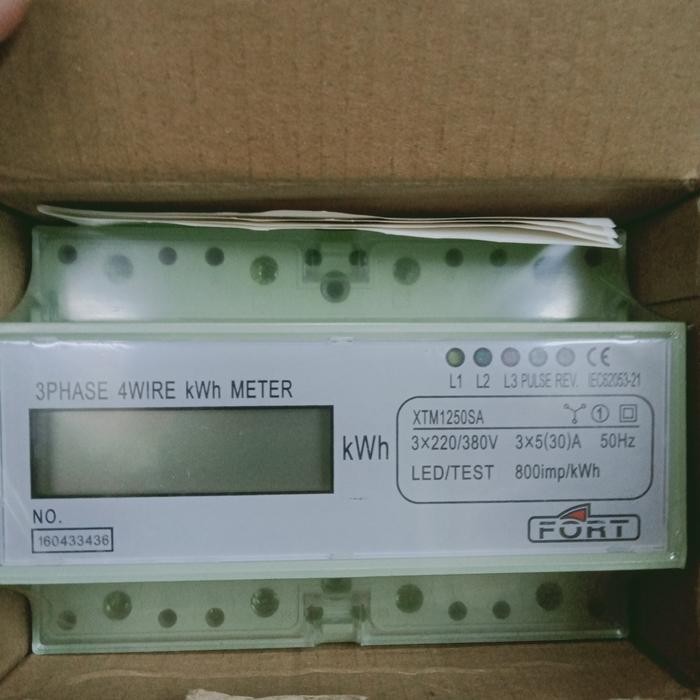 3PHASE 4WIRE kWh METER
kWh
L1 L2 L3 PULSE REV. IEC62053-21
CE
XTM1250SA 1
3×220/380V 3×5(30)A 50Hz
LED/TEST 800imp/kWh
NO.
160433436
FORT